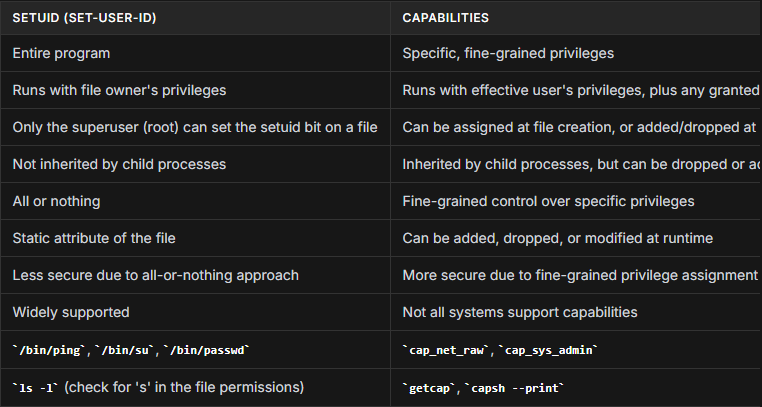 SETUID (SET-USER-ID) CAPABILITIES
Entire program Specific, fine-grained privileges
Runs with file owner's privileges Runs with effective user's privileges, plus any granted
Only the superuser (root) can set the setuid bit on a file Can be assigned at file creation, or added/dropped at
Not inherited by child processes Inherited by child processes, but can be dropped or
All or nothing Fine-grained control over specific privileges
Static attribute of the file Can be added, dropped, or modified at runtime
Less secure due to all-or-nothing approach More secure due to fine-grained privilege assignment
Widely supported Not all systems support capabilities
`/bin/ping`, `/bin/su`, `/bin/passwd` `cap_net_raw`, `cap_sys_admin`
`ls -l` (check for 's' in the file permissions) `getcap`, `capsh --print`